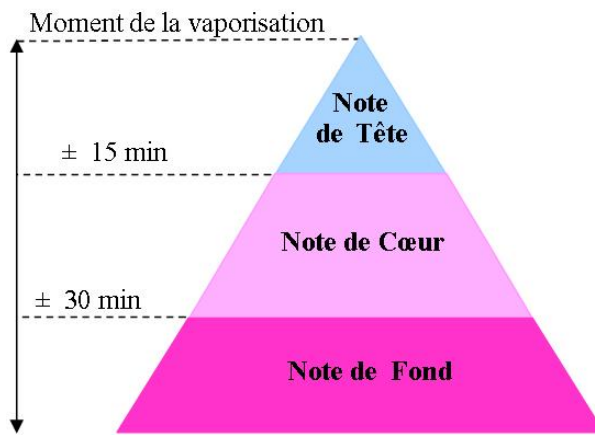 Moment de la vaporisation
Note
de Tête
± 15 min
Note de Cœur
± 30 min
Note de Fond